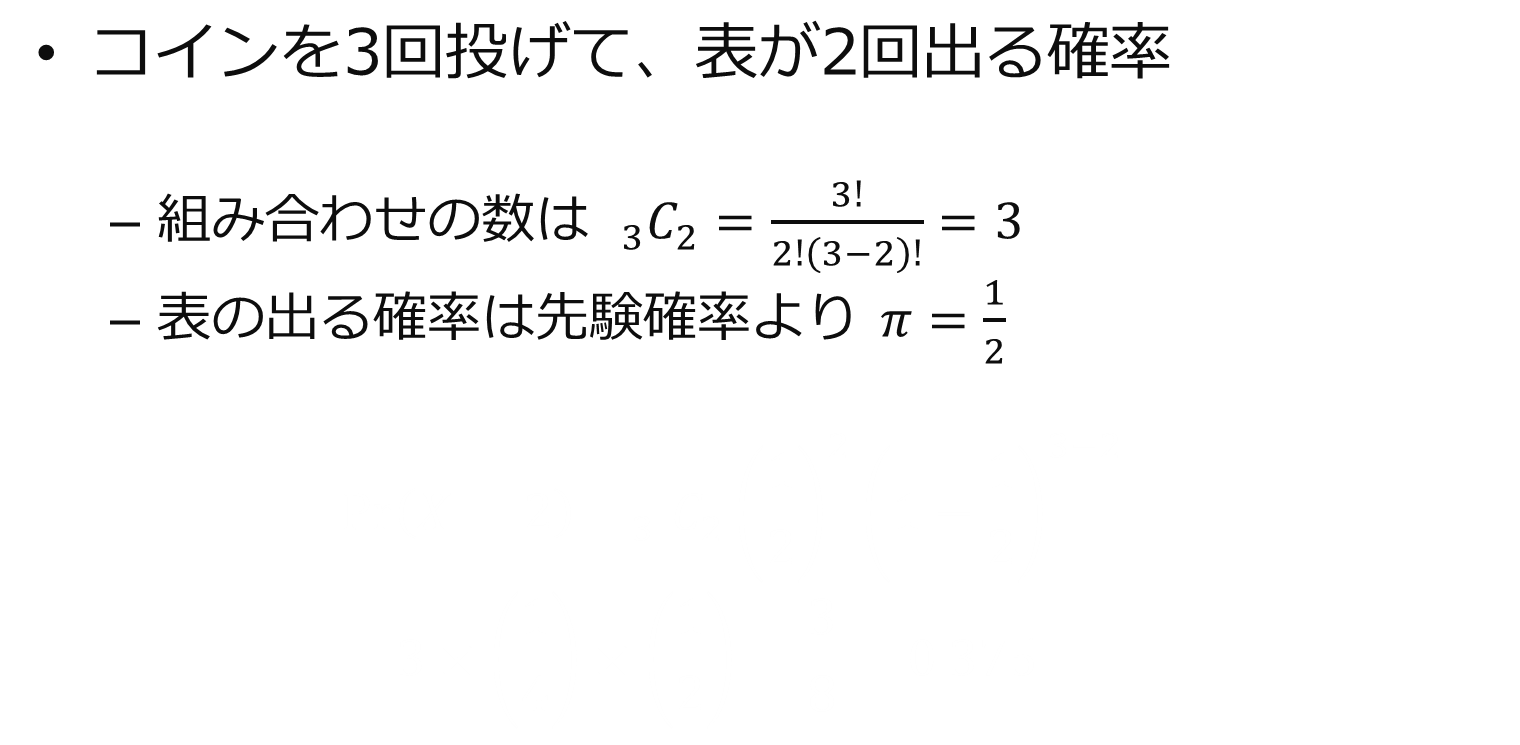 • コインを3回投げて、表が2回出る確率
– 組み合わせの数は ₃C₂ = 3!/(2!(3−2)!) = 3
– 表の出る確率は先験確率より π = 1/2